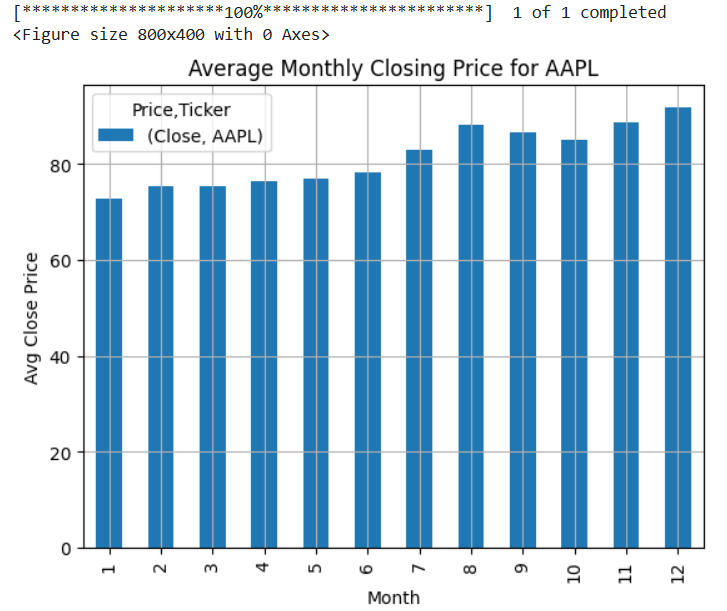 [*********************100%***********************]  1 of 1 completed
<Figure size 800x400 with 0 Axes>
Average Monthly Closing Price for AAPL
Price,Ticker
(Close, AAPL)
80
60
40
20
0
Avg Close Price
1 2 3 4 5 6 7 8 9 10 11 12
Month